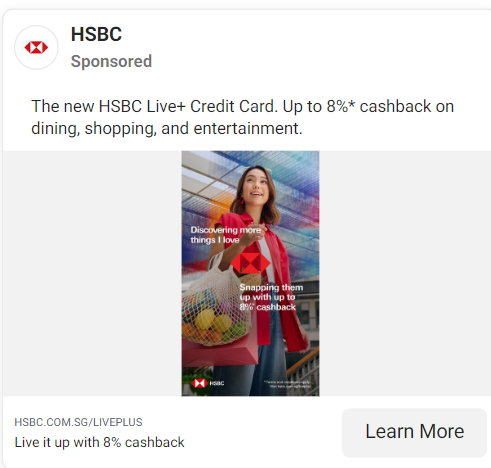 HSBC
Sponsored
The new HSBC Live+ Credit Card. Up to 8%* cashback on
dining, shopping, and entertainment.
Discovering more
things I love
Snapping them
up with up to
8%* cashback
HSBC
HSBC.COM.SG/LIVEPLUS
Live it up with 8% cashback
Learn More